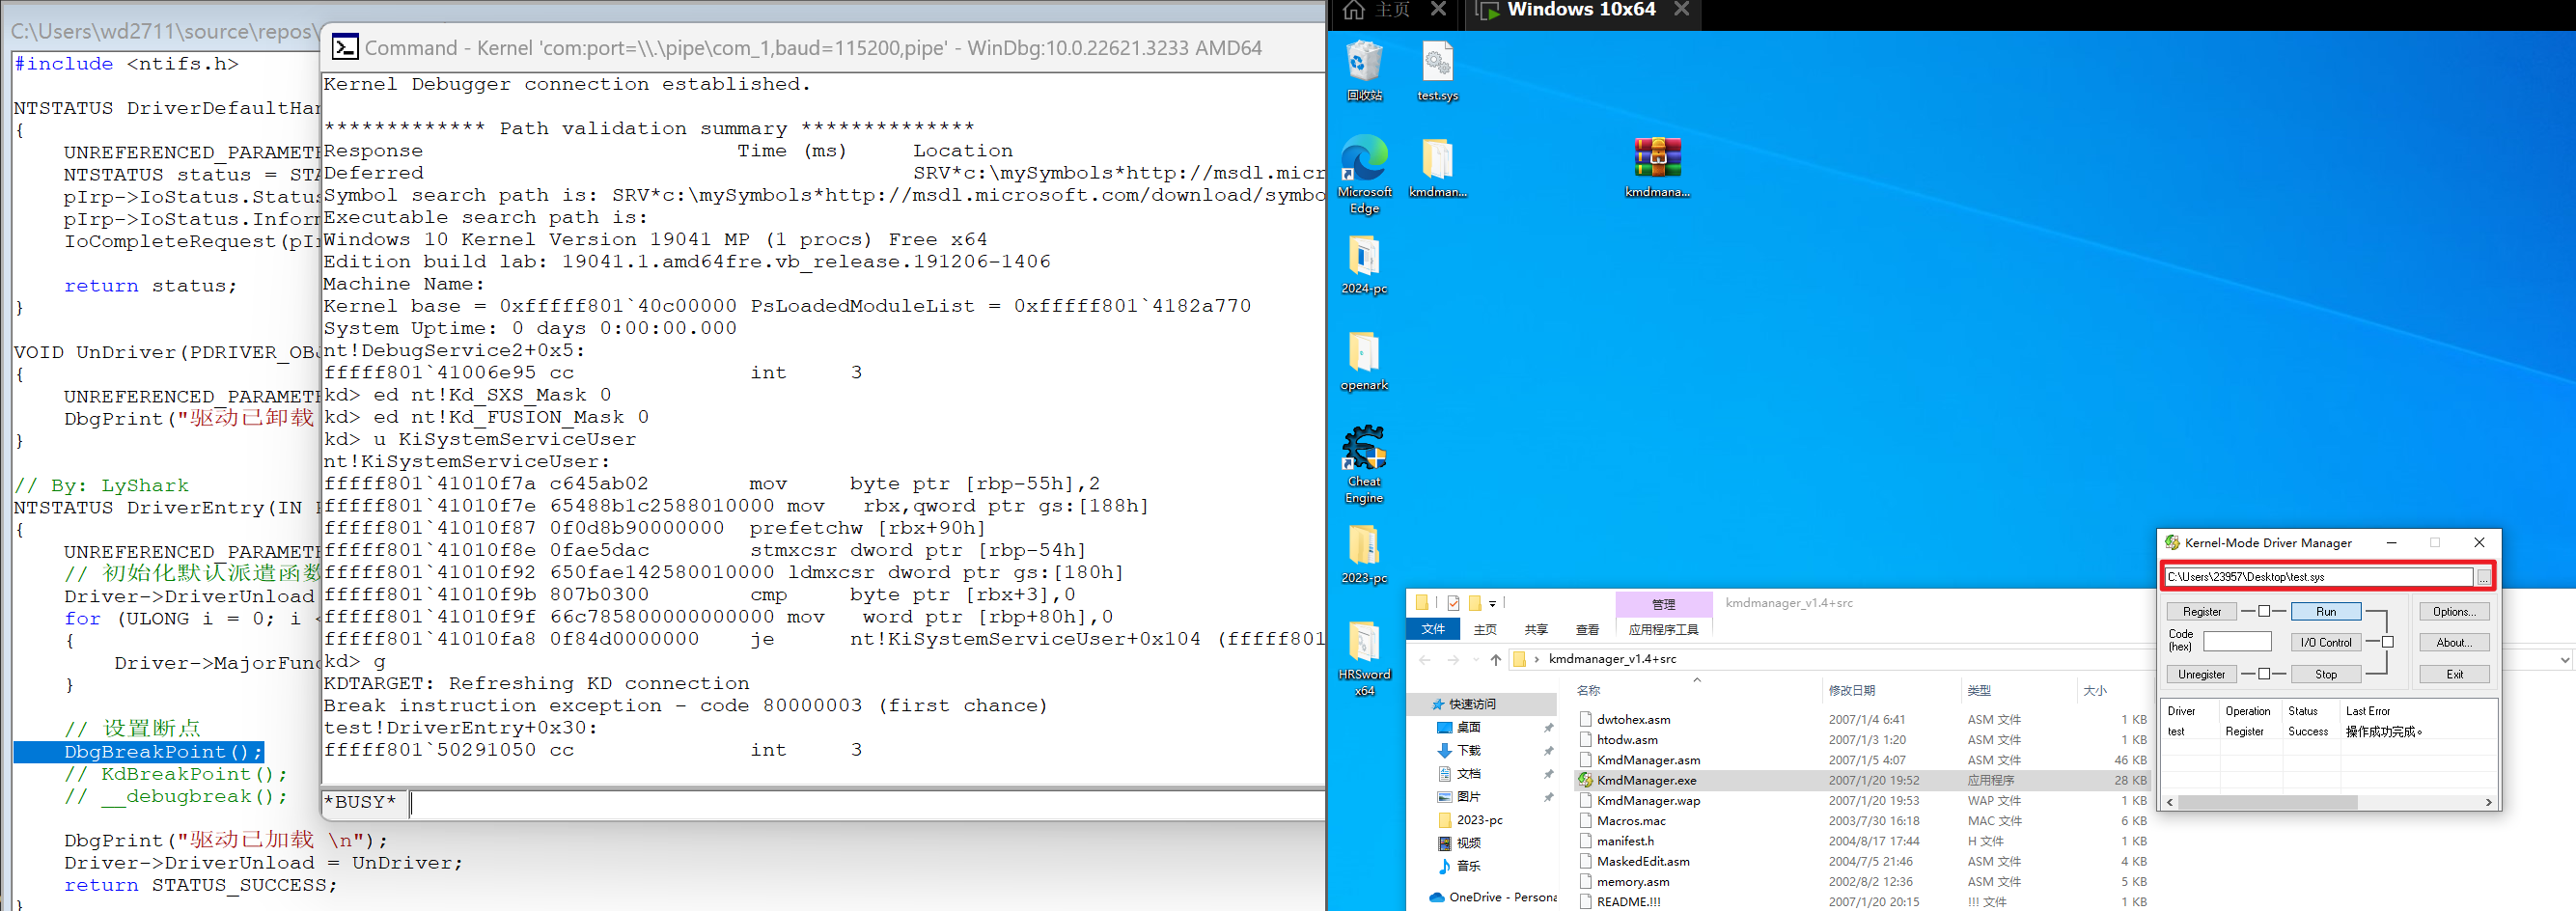 C:\Users\wd2711\source\repos\
#include <ntifs.h>
NTSTATUS DriverDefaultHan
{
UNREFERENCED_PARAMETE
NTSTATUS status = STA
pIrp->IoStatus.Status
pIrp->IoStatus.Inform
IoCompleteRequest(pIr
return status;
}
VOID UnDriver(PDRIVER_OBJ
{
UNREFERENCED_PARAMETE
DbgPrint("驱动已卸载
}
// By: LyShark
NTSTATUS DriverEntry(IN P
{
UNREFERENCED_PARAMETE
// 初始化默认派遣函数
Driver->DriverUnload
for (ULONG i = 0; i <
{
Driver->MajorFunc
}
// 设置断点
DbgBreakPoint();
// KdBreakPoint();
// __debugbreak();
DbgPrint("驱动已加载 \n");
Driver->DriverUnload = UnDriver;
return STATUS_SUCCESS;
}
Command - Kernel 'com:port=\\.\pipe\com_1,baud=115200,pipe' - WinDbg:10.0.22621.3233 AMD64
Kernel Debugger connection established.
************* Path validation summary **************
Response Time (ms) Location
Deferred SRV*c:\mySymbols*http://msdl.micr
Symbol search path is: SRV*c:\mySymbols*http://msdl.microsoft.com/download/symbo
Executable search path is:
Windows 10 Kernel Version 19041 MP (1 procs) Free x64
Edition build lab: 19041.1.amd64fre.vb_release.191206-1406
Machine Name:
Kernel base = 0xfffff801`40c00000 PsLoadedModuleList = 0xfffff801`4182a770
System Uptime: 0 days 0:00:00.000
nt!DebugService2+0x5:
fffff801`41006e95 cc int 3
kd> ed nt!Kd_SXS_Mask 0
kd> ed nt!Kd_FUSION_Mask 0
kd> u KiSystemServiceUser
nt!KiSystemServiceUser:
fffff801`41010f7a c645ab02 mov byte ptr [rbp-55h],2
fffff801`41010f7e 65488b1c2588010000 mov rbx,qword ptr gs:[188h]
fffff801`41010f87 0f0d8b90000000 prefetchw [rbx+90h]
fffff801`41010f8e 0fae5dac stmxcsr dword ptr [rbp-54h]
fffff801`41010f92 650fae142580010000 ldmxcsr dword ptr gs:[180h]
fffff801`41010f9b 807b0300 cmp byte ptr [rbx+3],0
fffff801`41010f9f 66c785800000000000 mov word ptr [rbp+80h],0
fffff801`41010fa8 0f84d0000000 je nt!KiSystemServiceUser+0x104 (fffff801
kd> g
KDTARGET: Refreshing KD connection
Break instruction exception - code 80000003 (first chance)
test!DriverEntry+0x30:
fffff801`50291050 cc int 3
*BUSY*
主页
Windows 10x64
回收站
test.sys
Microsoft Edge
kmdman...
kmdmana...
2024-pc
openark
Cheat Engine
2023-pc
HRSword x64
管理
kmdmanager_v1.4+src
文件 主页 共享 查看 应用程序工具
kmdmanager_v1.4+src
快速访问
桌面
下载
文档
图片
2023-pc
视频
音乐
OneDrive - Persona
名称 修改日期 类型 大小
dwtohex.asm 2007/1/4 6:41 ASM 文件 1 KB
htodw.asm 2007/1/3 1:20 ASM 文件 1 KB
KmdManager.asm 2007/1/5 4:07 ASM 文件 46 KB
KmdManager.exe 2007/1/20 19:52 应用程序 28 KB
KmdManager.wap 2007/1/20 19:53 WAP 文件 1 KB
Macros.mac 2003/7/30 16:18 MAC 文件 6 KB
manifest.h 2004/8/17 17:44 H 文件 1 KB
MaskedEdit.asm 2004/7/5 21:46 ASM 文件 4 KB
memory.asm 2002/8/2 12:36 ASM 文件 5 KB
README.!!! 2007/1/20 20:15 !!! 文件 1 KB
Kernel-Mode Driver Manager
C:\Users\23957\Desktop\test.sys
...
Register Run Options...
Code (hex) I/O Control About...
Unregister Stop Exit
Driver Operation Status Last Error
test Register Success 操作成功完成。